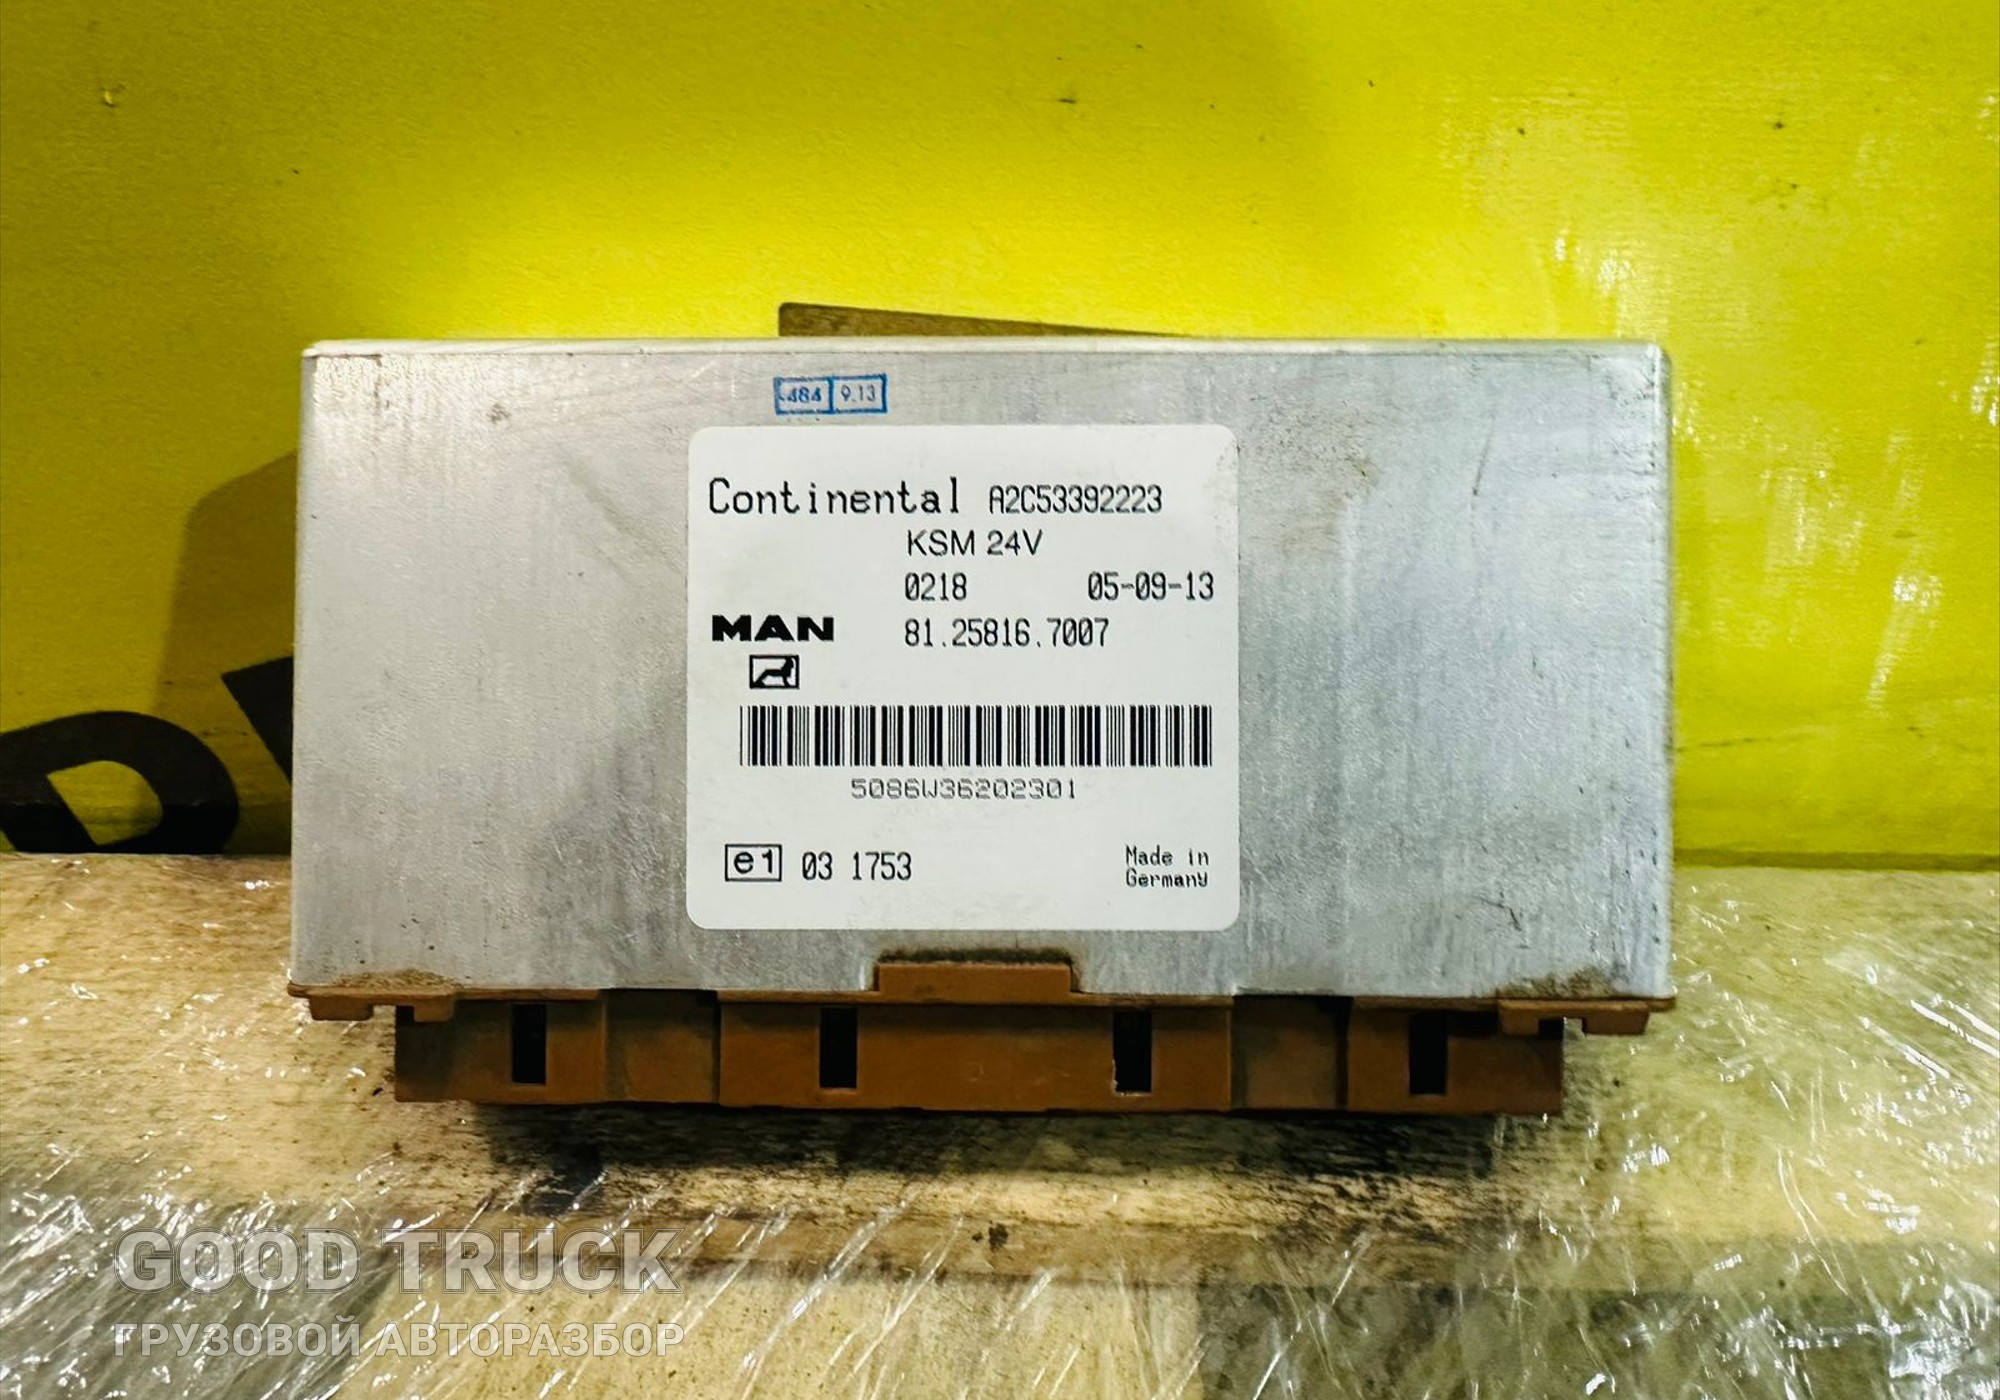 484 9.13
Continental A2C53392223
KSM 24V
0218 05-09-13
MAN 81.25816.7007
5086W36202301
e1 03 1753
Made in
Germany
GOOD TRUCK
ГРУЗОВОЙ АВТОРАЗБОР